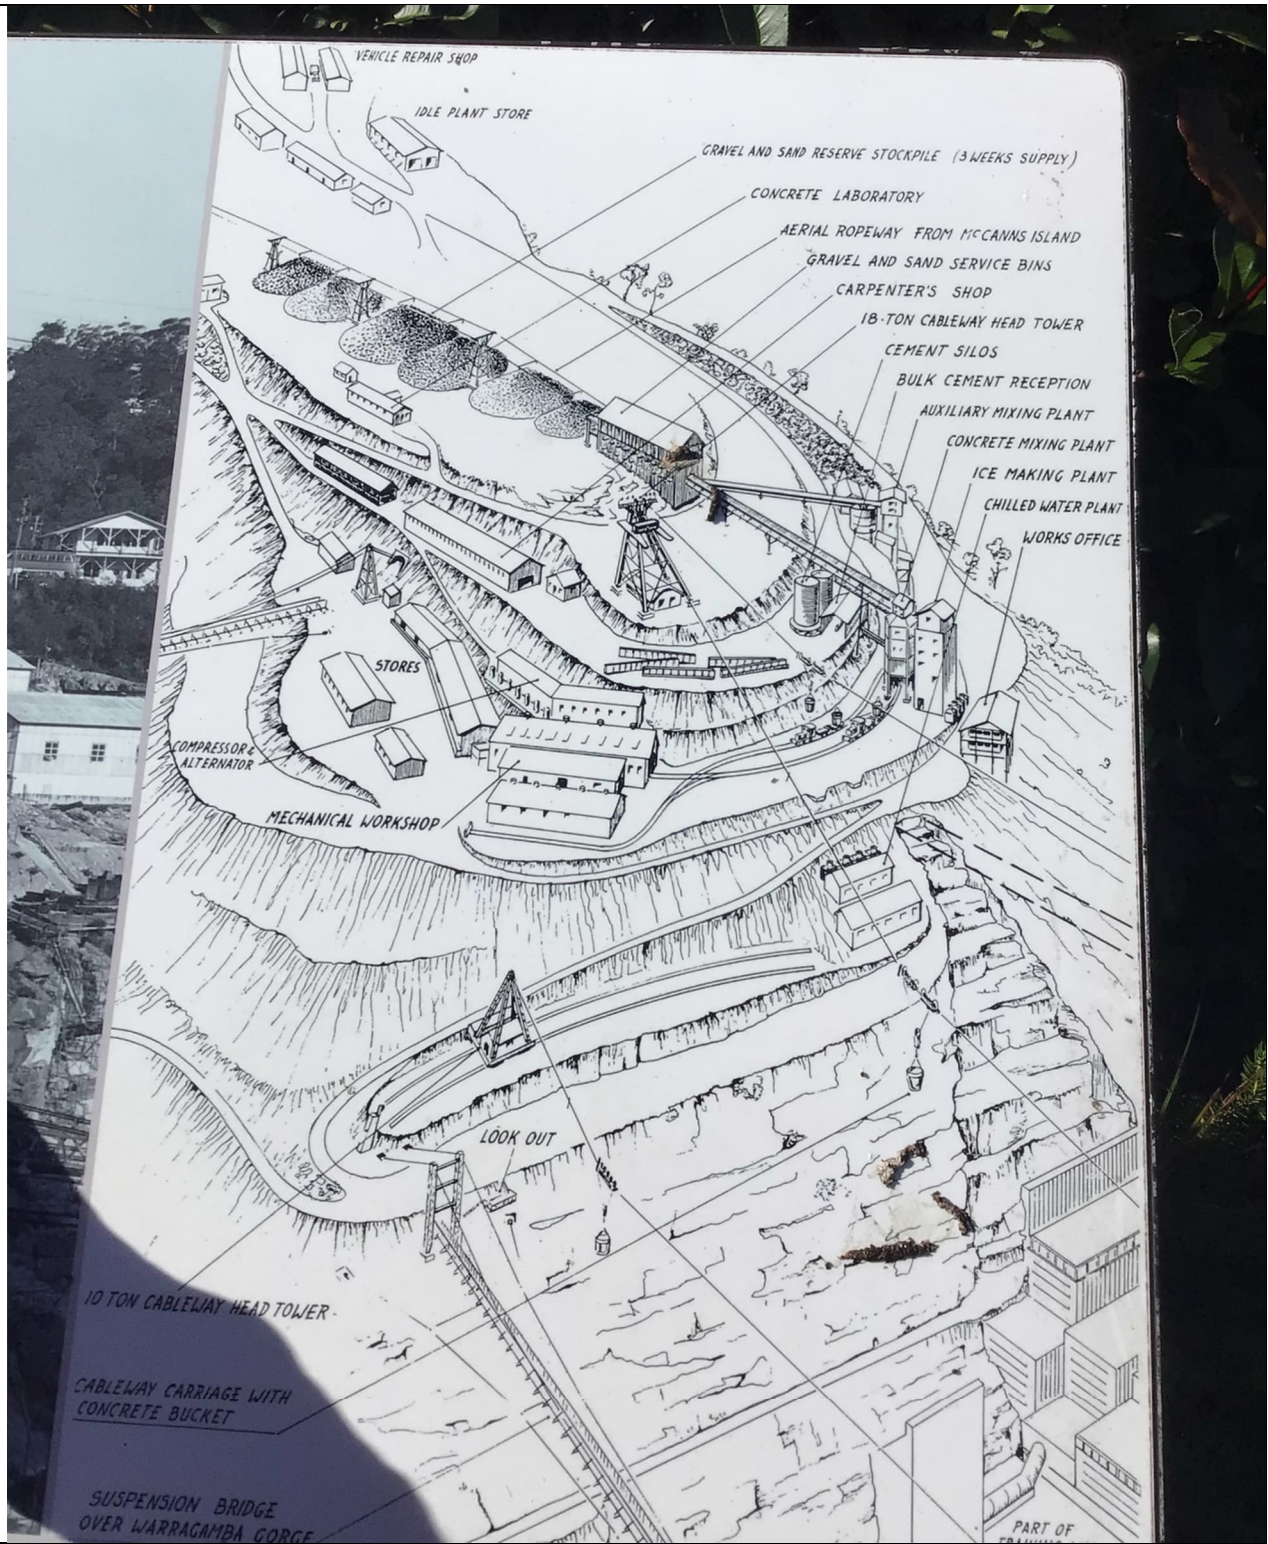 VEHICLE REPAIR SHOP
IDLE PLANT STORE
GRAVEL AND SAND RESERVE STOCKPILE (3 WEEKS SUPPLY)
CONCRETE LABORATORY
AERIAL ROPEWAY FROM McCANNS ISLAND
GRAVEL AND SAND SERVICE BINS
CARPENTER'S SHOP
18-TON CABLEWAY HEAD TOWER
CEMENT SILOS
BULK CEMENT RECEPTION
AUXILIARY MIXING PLANT
CONCRETE MIXING PLANT
ICE MAKING PLANT
CHILLED WATER PLANT
WORKS OFFICE
STORES
COMPRESSOR &
ALTERNATOR
MECHANICAL WORKSHOP
LOOK OUT
10 TON CABLEWAY HEAD TOWER
CABLEWAY CARRIAGE WITH
CONCRETE BUCKET
SUSPENSION BRIDGE
OVER WARRAGAMBA GORGE
PART OF